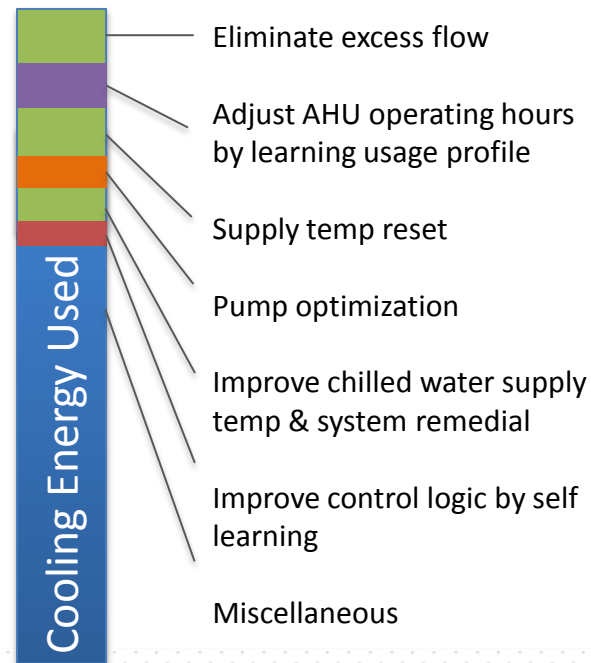 Eliminate excess flow
Adjust AHU operating hours
by learning usage profile
Supply temp reset
Pump optimization
Improve chilled water supply
temp & system remedial
Improve control logic by self
learning
Miscellaneous
Cooling Energy Used